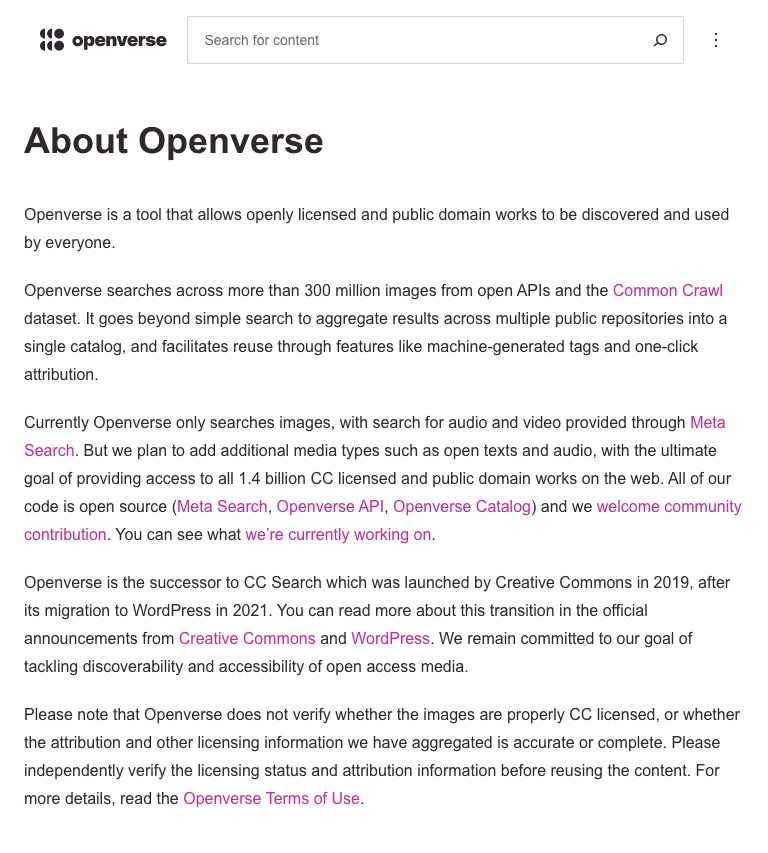 openverse
Search for content
About Openverse
Openverse is a tool that allows openly licensed and public domain works to be discovered and used
by everyone.
Openverse searches across more than 300 million images from open APIs and the Common Crawl
dataset. It goes beyond simple search to aggregate results across multiple public repositories into a
single catalog, and facilitates reuse through features like machine-generated tags and one-click
attribution.
Currently Openverse only searches images, with search for audio and video provided through Meta
Search. But we plan to add additional media types such as open texts and audio, with the ultimate
goal of providing access to all 1.4 billion CC licensed and public domain works on the web. All of our
code is open source (Meta Search, Openverse API, Openverse Catalog) and we welcome community
contribution. You can see what we’re currently working on.
Openverse is the successor to CC Search which was launched by Creative Commons in 2019, after
its migration to WordPress in 2021. You can read more about this transition in the official
announcements from Creative Commons and WordPress. We remain committed to our goal of
tackling discoverability and accessibility of open access media.
Please note that Openverse does not verify whether the images are properly CC licensed, or whether
the attribution and other licensing information we have aggregated is accurate or complete. Please
independently verify the licensing status and attribution information before reusing the content. For
more details, read the Openverse Terms of Use.